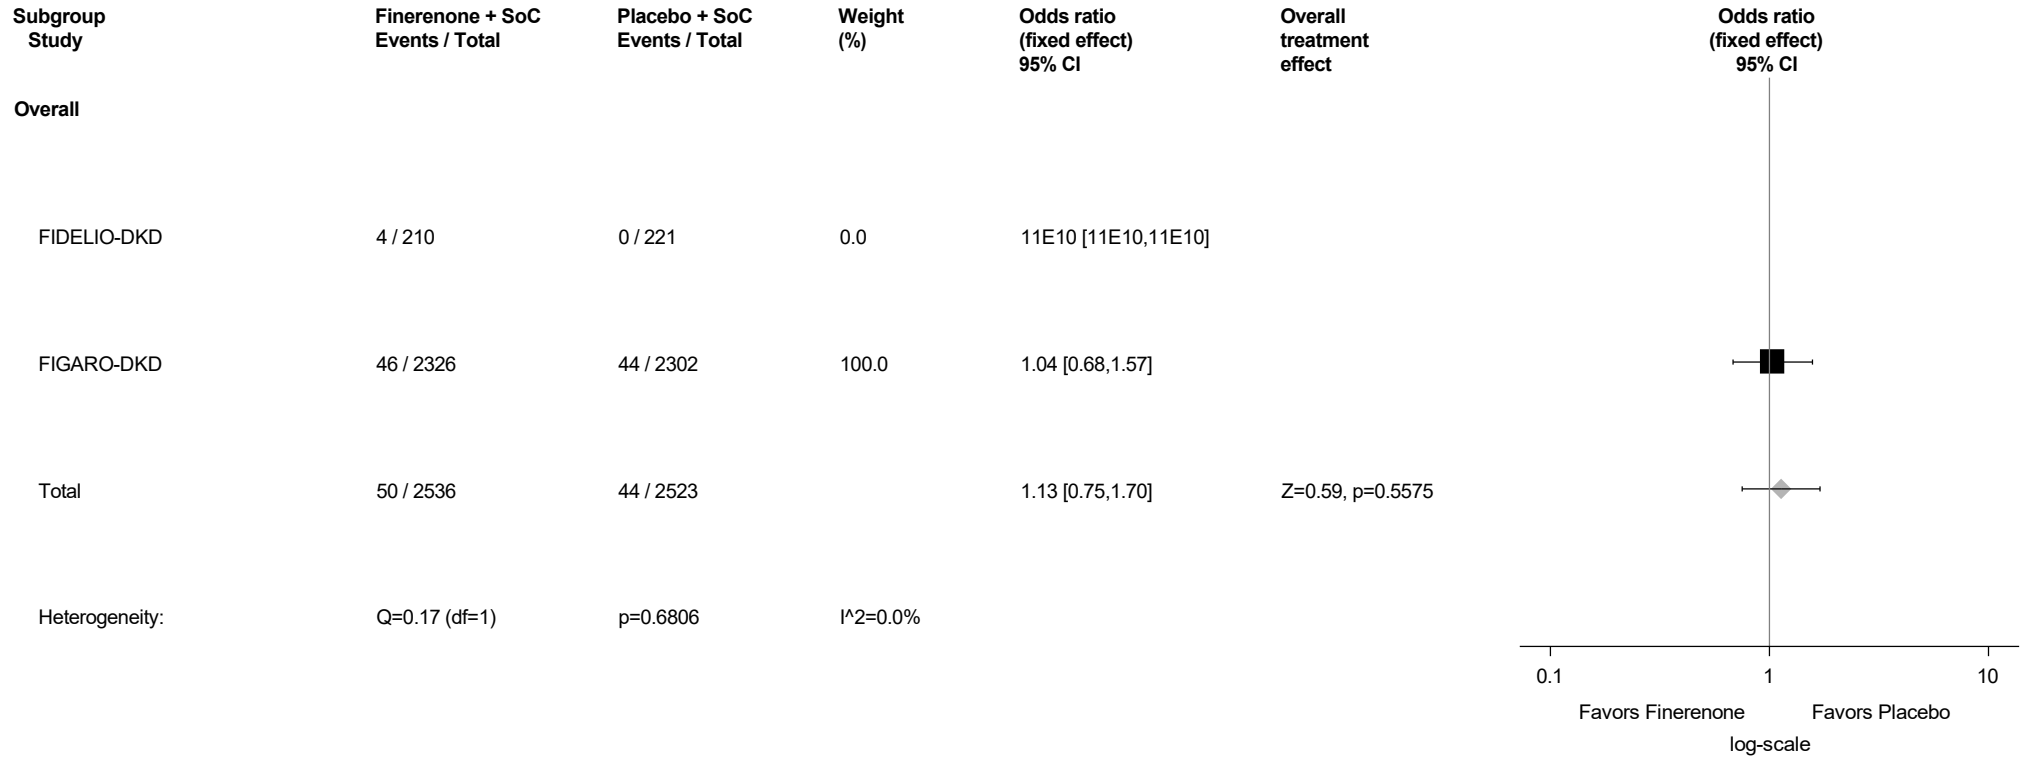 Subgroup Finerenone + SoC Placebo + SoC Weight Odds ratio Overall Odds ratio
Study Events / Total Events / Total (%) (fixed effect) treatment (fixed effect)
95% CI effect 95% CI
Overall
FIDELIO-DKD 4 / 210 0 / 221 0.0 11E10 [11E10,11E10]
FIGARO-DKD 46 / 2326 44 / 2302 100.0 1.04 [0.68,1.57]
Total 50 / 2536 44 / 2523 1.13 [0.75,1.70] Z=0.59, p=0.5575
Heterogeneity: Q=0.17 (df=1) p=0.6806 I^2=0.0%
0.1 1 10
Favors Finerenone Favors Placebo
log-scale